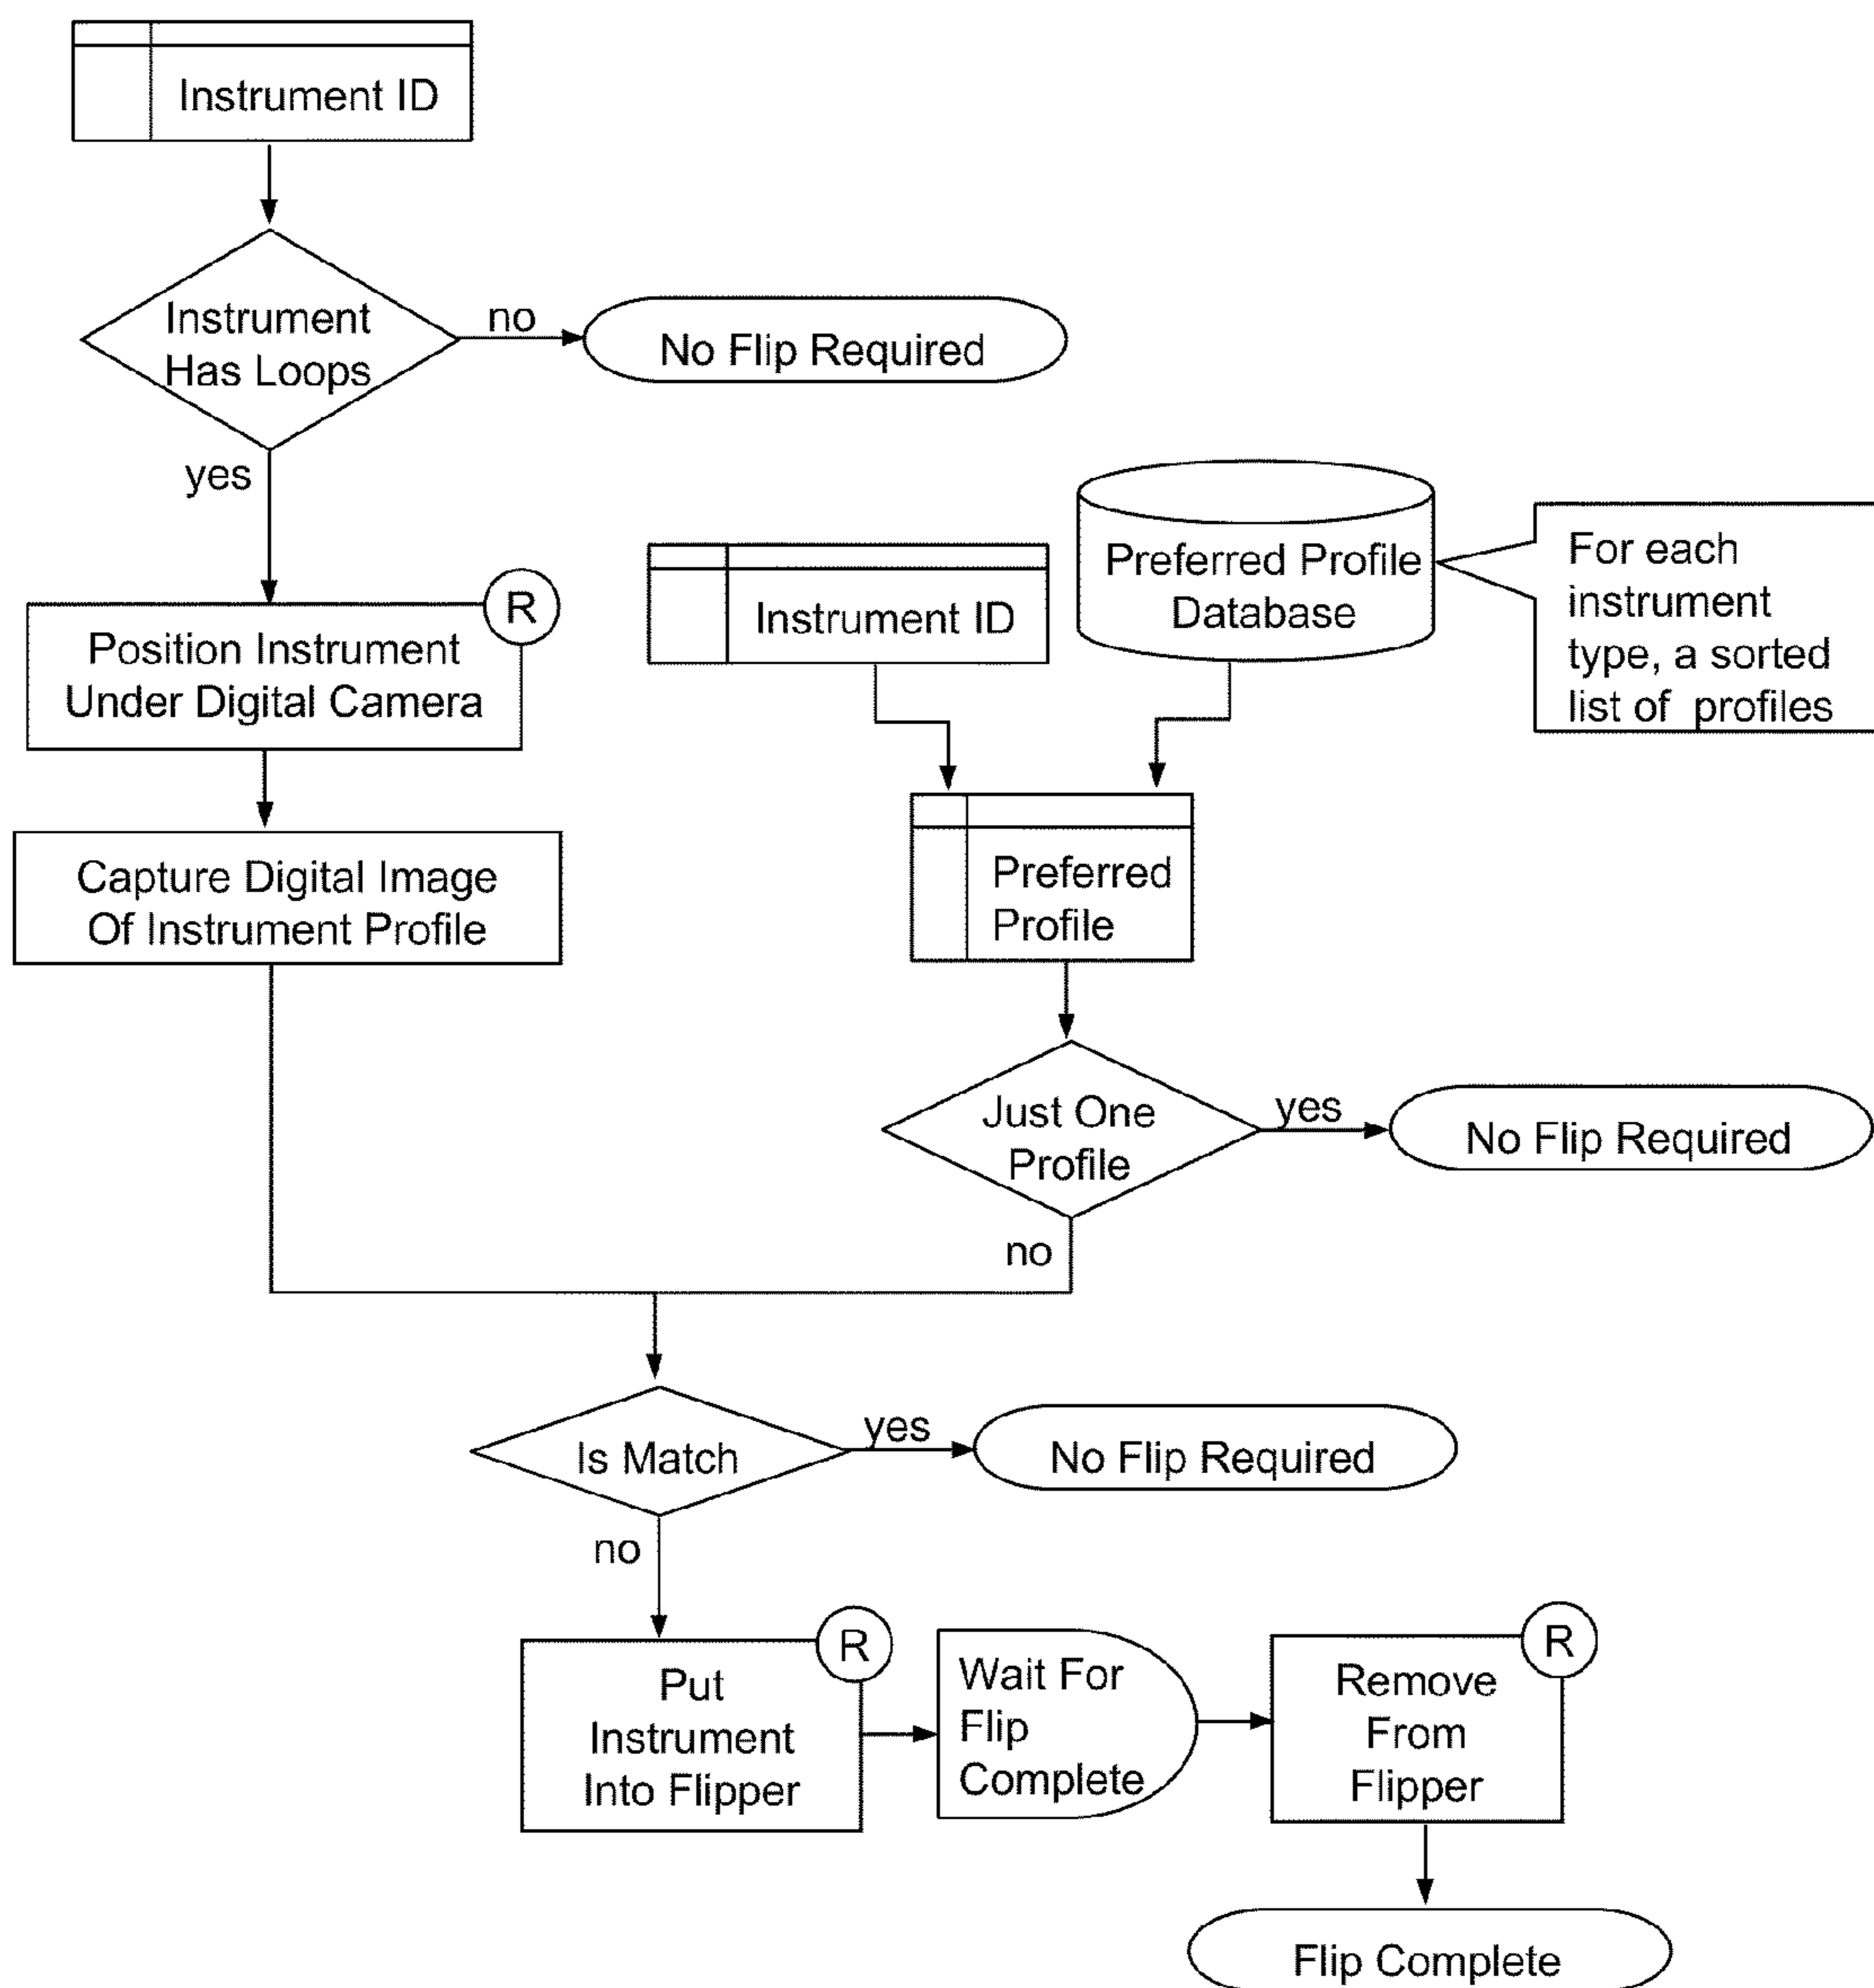 Instrument ID
Instrument
Has Loops
no
No Flip Required
yes
R
Position Instrument
Under Digital Camera
Capture Digital Image
Of Instrument Profile
Instrument ID
Preferred Profile
Database
For each
instrument
type, a sorted
list of profiles
Preferred
Profile
Just One
Profile
yes
No Flip Required
no
Is Match
yes
No Flip Required
no
R
Put
Instrument
Into Flipper
Wait For
Flip
Complete
R
Remove
From
Flipper
Flip Complete